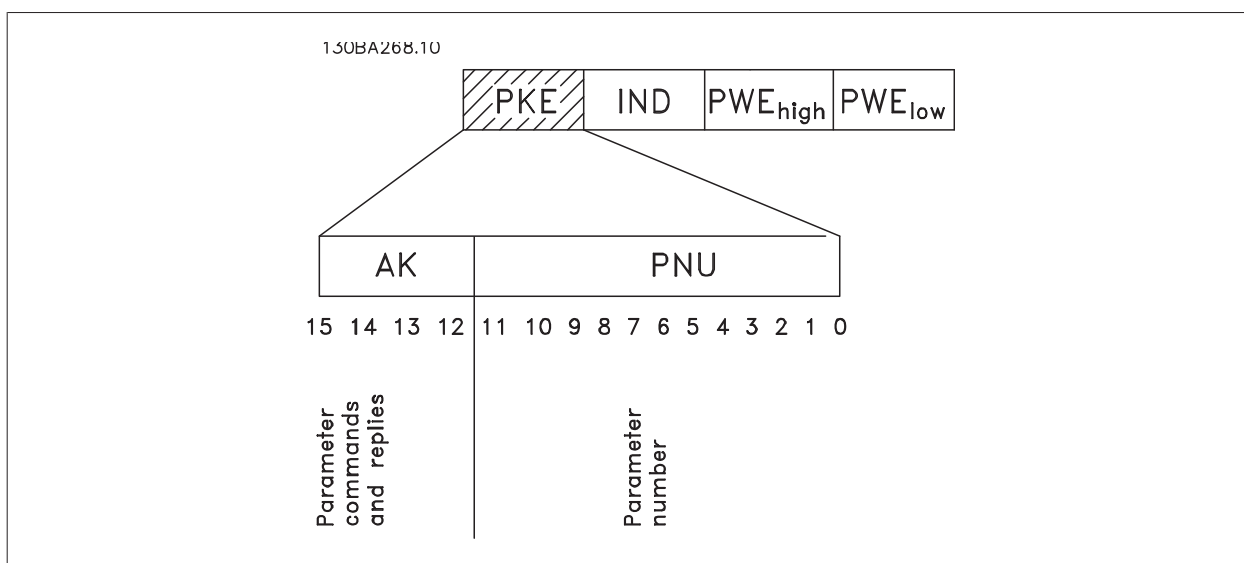 130BA268.10
PKE IND PWEhigh PWElow
AK PNU
15 14 13 12 11 10 9 8 7 6 5 4 3 2 1 0
Parameter
commands
and replies
Parameter
number